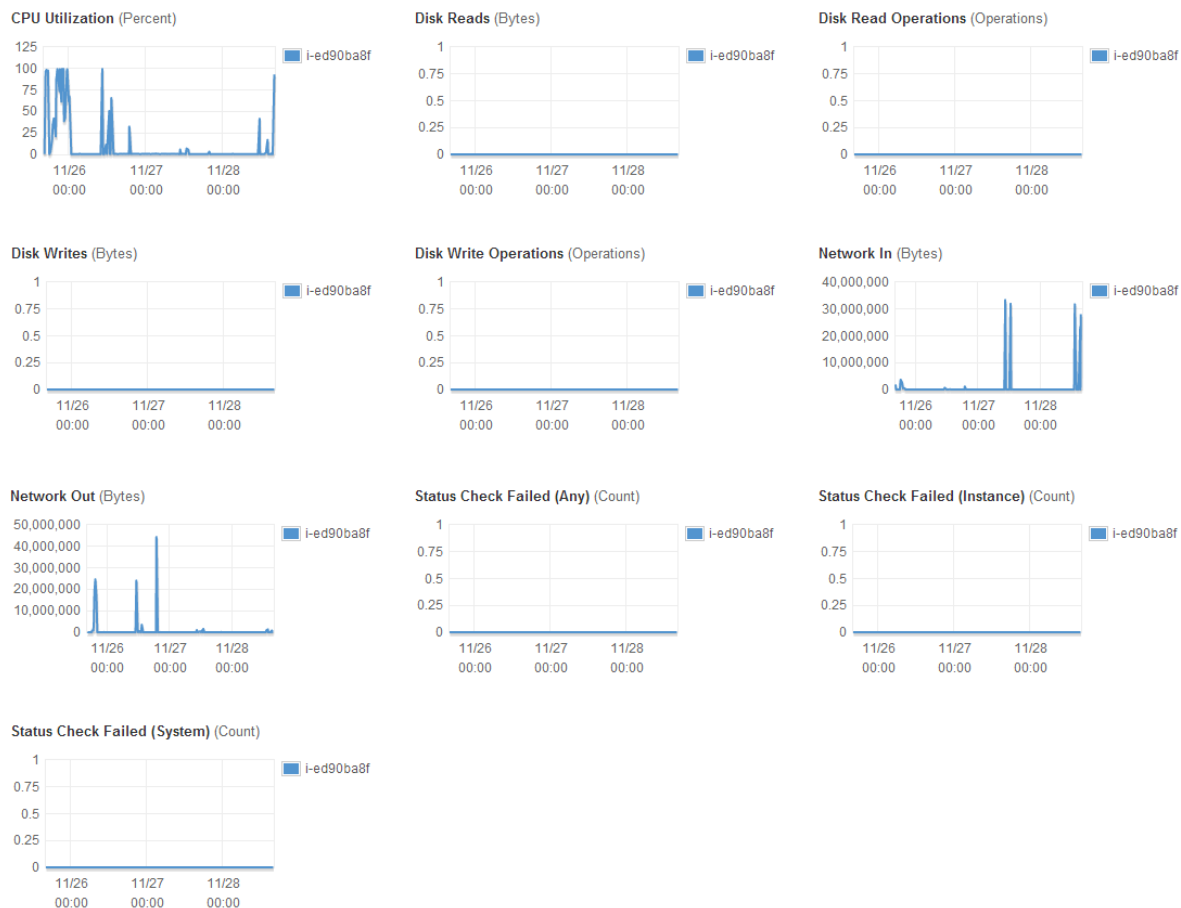 CPU Utilization (Percent)
125
100
75
50
25
0
11/26 11/27 11/28
00:00 00:00 00:00
i-ed90ba8f
Disk Reads (Bytes)
1
0.75
0.5
0.25
0
11/26 11/27 11/28
00:00 00:00 00:00
i-ed90ba8f
Disk Read Operations (Operations)
1
0.75
0.5
0.25
0
11/26 11/27 11/28
00:00 00:00 00:00
i-ed90ba8f
Disk Writes (Bytes)
1
0.75
0.5
0.25
0
11/26 11/27 11/28
00:00 00:00 00:00
i-ed90ba8f
Disk Write Operations (Operations)
1
0.75
0.5
0.25
0
11/26 11/27 11/28
00:00 00:00 00:00
i-ed90ba8f
Network In (Bytes)
40,000,000
30,000,000
20,000,000
10,000,000
0
11/26 11/27 11/28
00:00 00:00 00:00
i-ed90ba8f
Network Out (Bytes)
50,000,000
40,000,000
30,000,000
20,000,000
10,000,000
0
11/26 11/27 11/28
00:00 00:00 00:00
i-ed90ba8f
Status Check Failed (Any) (Count)
1
0.75
0.5
0.25
0
11/26 11/27 11/28
00:00 00:00 00:00
i-ed90ba8f
Status Check Failed (Instance) (Count)
1
0.75
0.5
0.25
0
11/26 11/27 11/28
00:00 00:00 00:00
i-ed90ba8f
Status Check Failed (System) (Count)
1
0.75
0.5
0.25
0
11/26 11/27 11/28
00:00 00:00 00:00
i-ed90ba8f